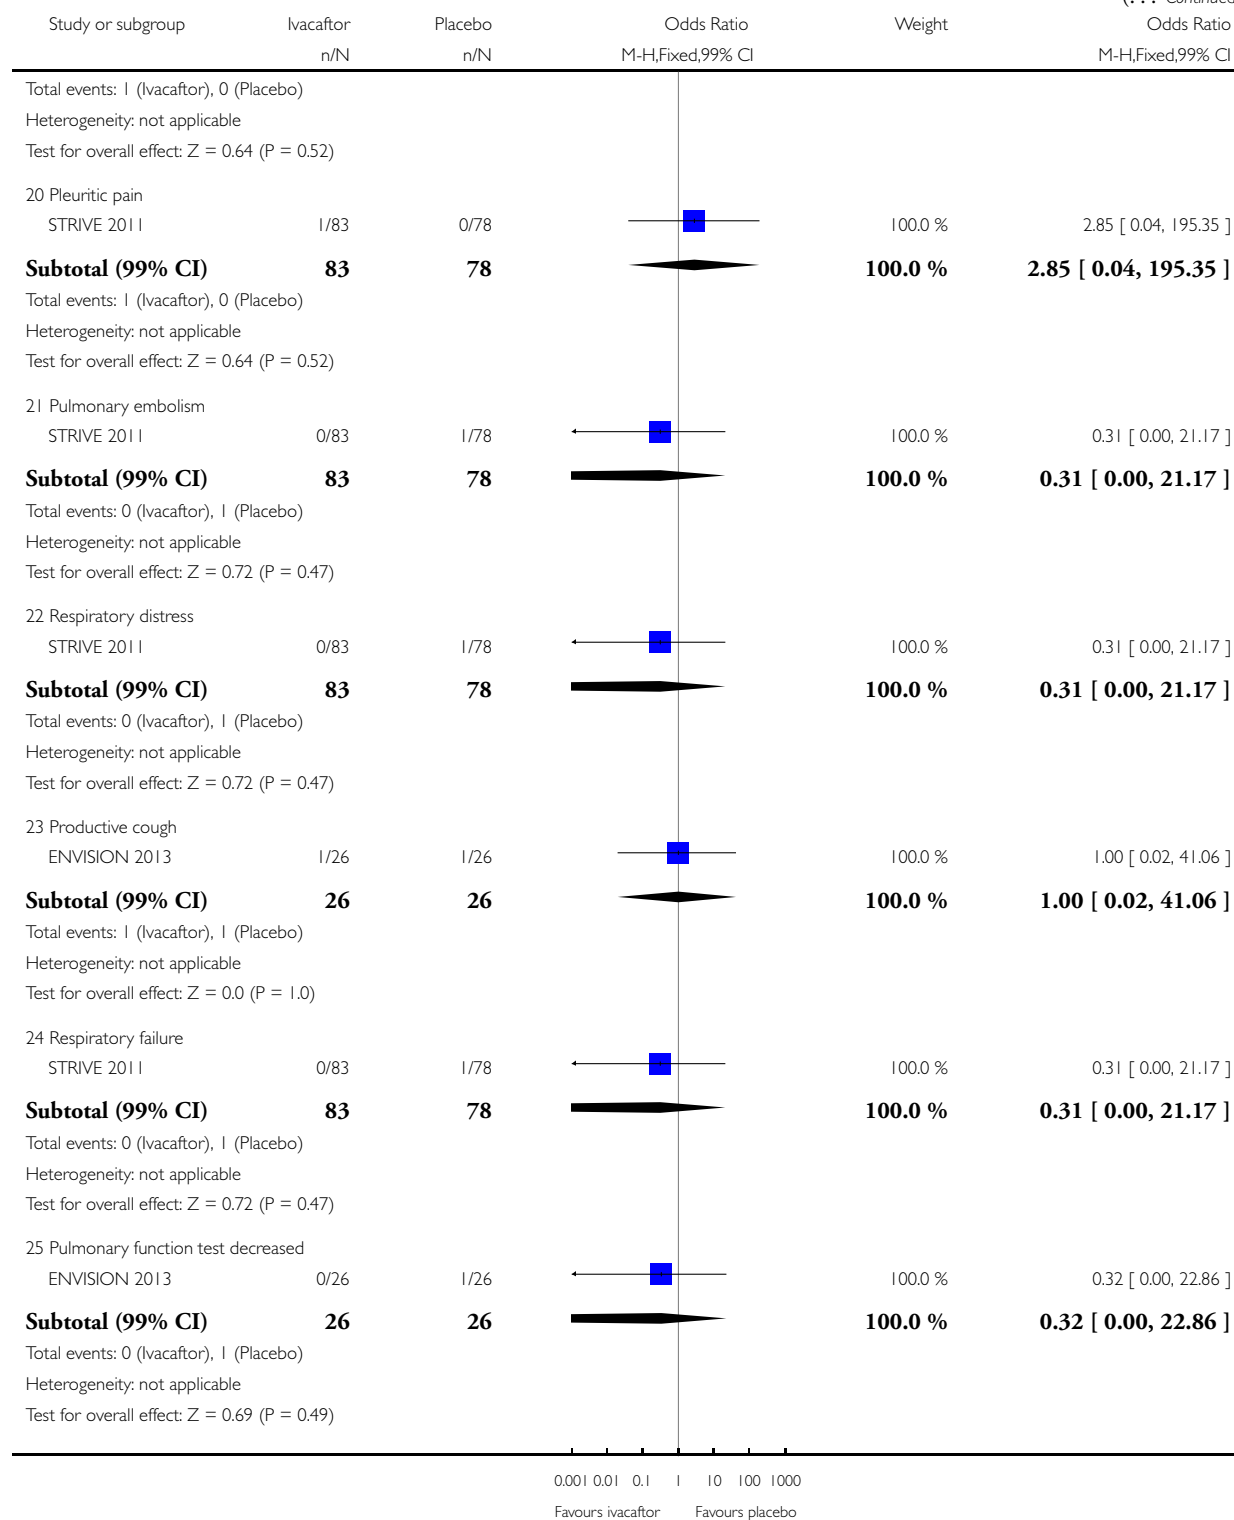 (. . . Continued
Study or subgroup Ivacaftor Placebo Odds Ratio Weight Odds Ratio
n/N n/N M-H,Fixed,99% CI M-H,Fixed,99% CI
Total events: 1 (Ivacaftor), 0 (Placebo)
Heterogeneity: not applicable
Test for overall effect: Z = 0.64 (P = 0.52)
20 Pleuritic pain
STRIVE 2011 1/83 0/78 100.0 % 2.85 [ 0.04, 195.35 ]
Subtotal (99% CI) 83 78 100.0 % 2.85 [ 0.04, 195.35 ]
Total events: 1 (Ivacaftor), 0 (Placebo)
Heterogeneity: not applicable
Test for overall effect: Z = 0.64 (P = 0.52)
21 Pulmonary embolism
STRIVE 2011 0/83 1/78 100.0 % 0.31 [ 0.00, 21.17 ]
Subtotal (99% CI) 83 78 100.0 % 0.31 [ 0.00, 21.17 ]
Total events: 0 (Ivacaftor), 1 (Placebo)
Heterogeneity: not applicable
Test for overall effect: Z = 0.72 (P = 0.47)
22 Respiratory distress
STRIVE 2011 0/83 1/78 100.0 % 0.31 [ 0.00, 21.17 ]
Subtotal (99% CI) 83 78 100.0 % 0.31 [ 0.00, 21.17 ]
Total events: 0 (Ivacaftor), 1 (Placebo)
Heterogeneity: not applicable
Test for overall effect: Z = 0.72 (P = 0.47)
23 Productive cough
ENVISION 2013 1/26 1/26 100.0 % 1.00 [ 0.02, 41.06 ]
Subtotal (99% CI) 26 26 100.0 % 1.00 [ 0.02, 41.06 ]
Total events: 1 (Ivacaftor), 1 (Placebo)
Heterogeneity: not applicable
Test for overall effect: Z = 0.0 (P = 1.0)
24 Respiratory failure
STRIVE 2011 0/83 1/78 100.0 % 0.31 [ 0.00, 21.17 ]
Subtotal (99% CI) 83 78 100.0 % 0.31 [ 0.00, 21.17 ]
Total events: 0 (Ivacaftor), 1 (Placebo)
Heterogeneity: not applicable
Test for overall effect: Z = 0.72 (P = 0.47)
25 Pulmonary function test decreased
ENVISION 2013 0/26 1/26 100.0 % 0.32 [ 0.00, 22.86 ]
Subtotal (99% CI) 26 26 100.0 % 0.32 [ 0.00, 22.86 ]
Total events: 0 (Ivacaftor), 1 (Placebo)
Heterogeneity: not applicable
Test for overall effect: Z = 0.69 (P = 0.49)
0.001 0.01 0.1 1 10 100 1000
Favours ivacaftor Favours placebo